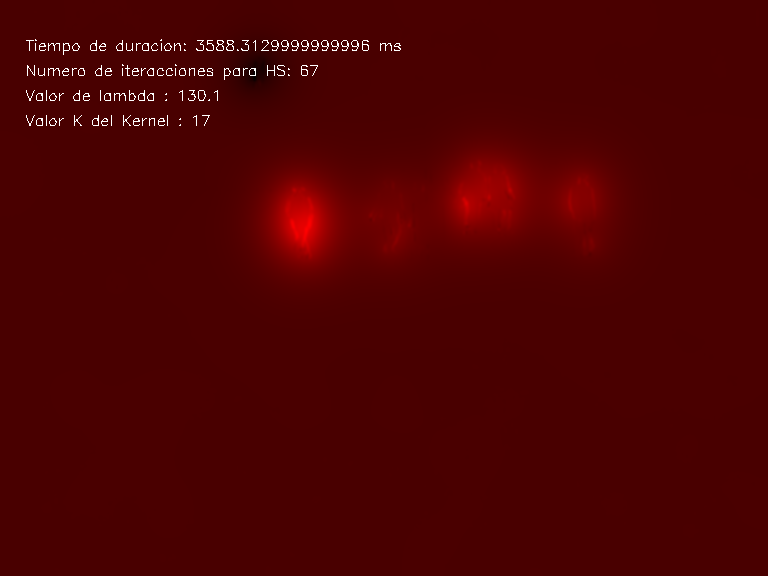 Tiempo de duracion: 3588.3129999999996 ms
Numero de iteracciones para HS: 67
Valor de lambda : 130.1
Valor K del Kernel : 17